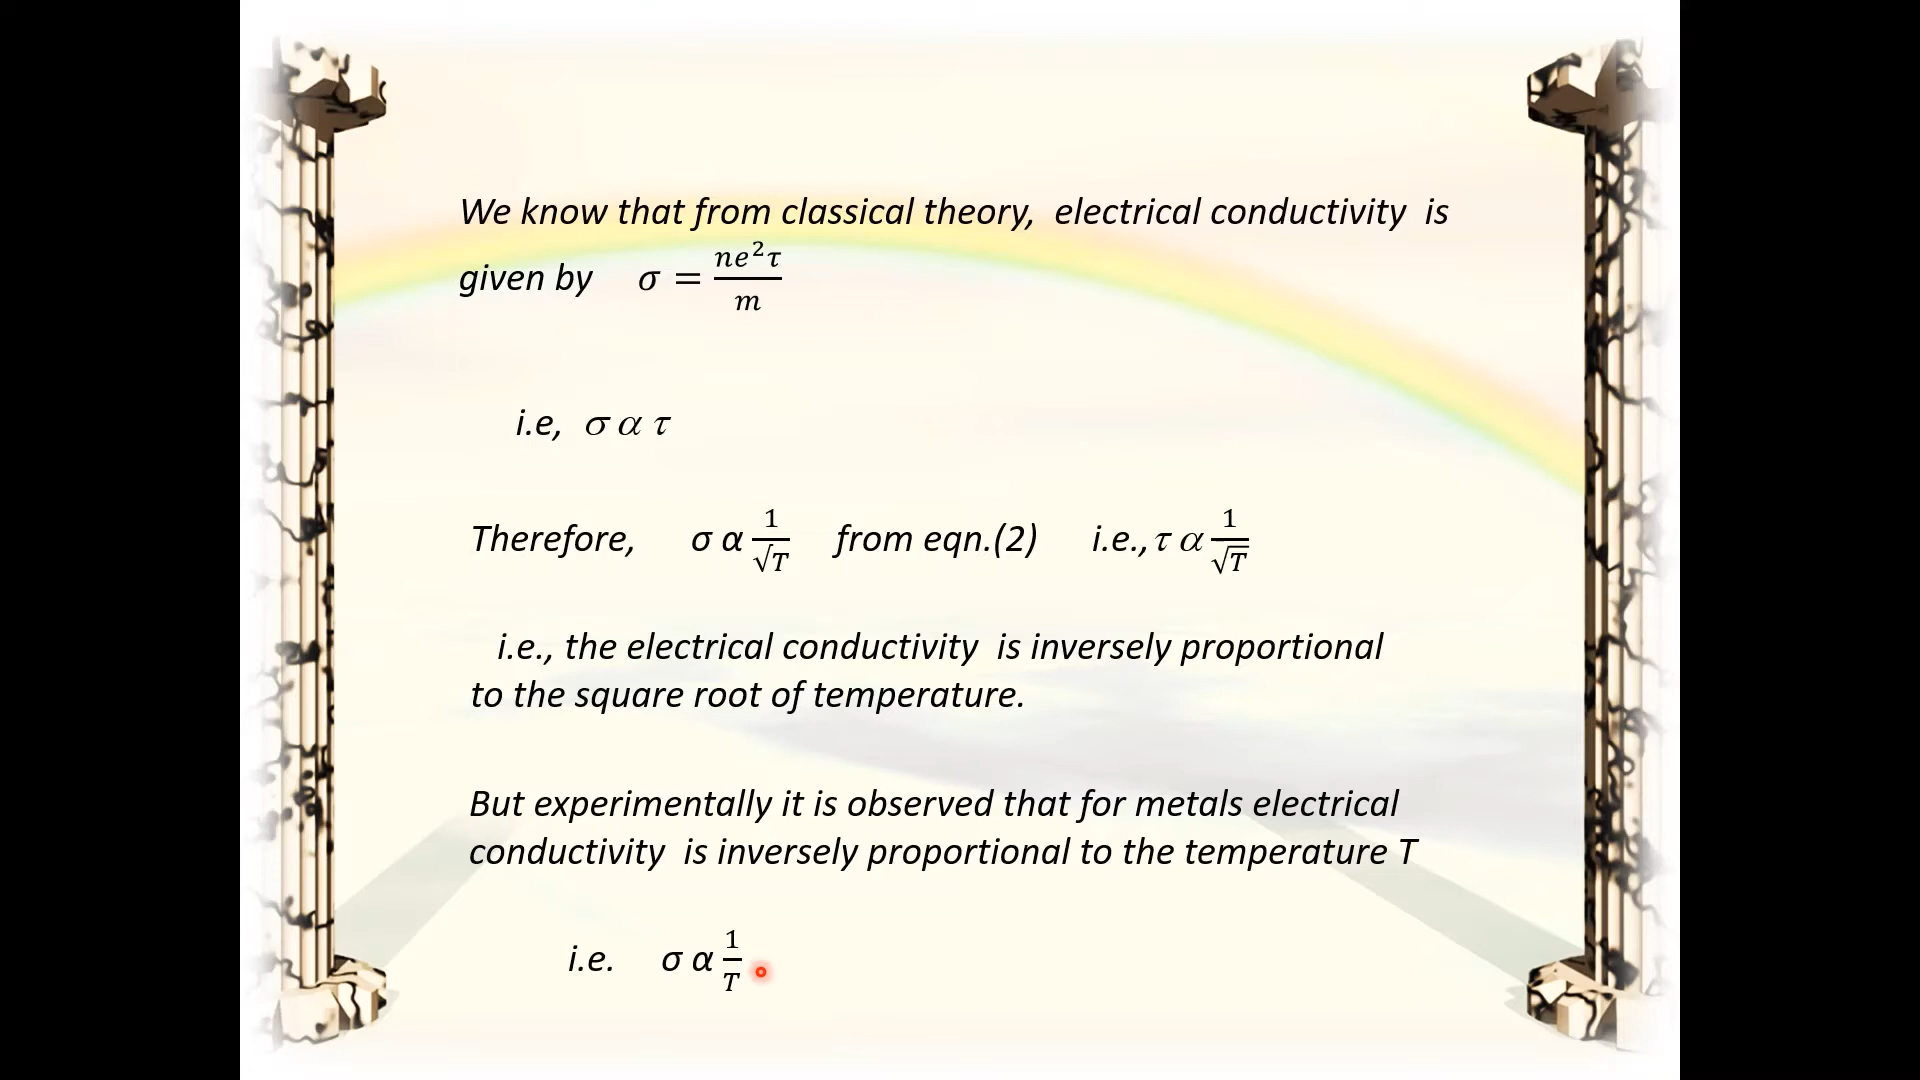 We know that from classical theory, electrical conductivity is
given by σ = ne²τ/m
i.e, σ α τ
Therefore, σ α 1/√T from eqn.(2) i.e., τ α 1/√T
i.e., the electrical conductivity is inversely proportional
to the square root of temperature.
But experimentally it is observed that for metals electrical
conductivity is inversely proportional to the temperature T
i.e. σ α 1/T